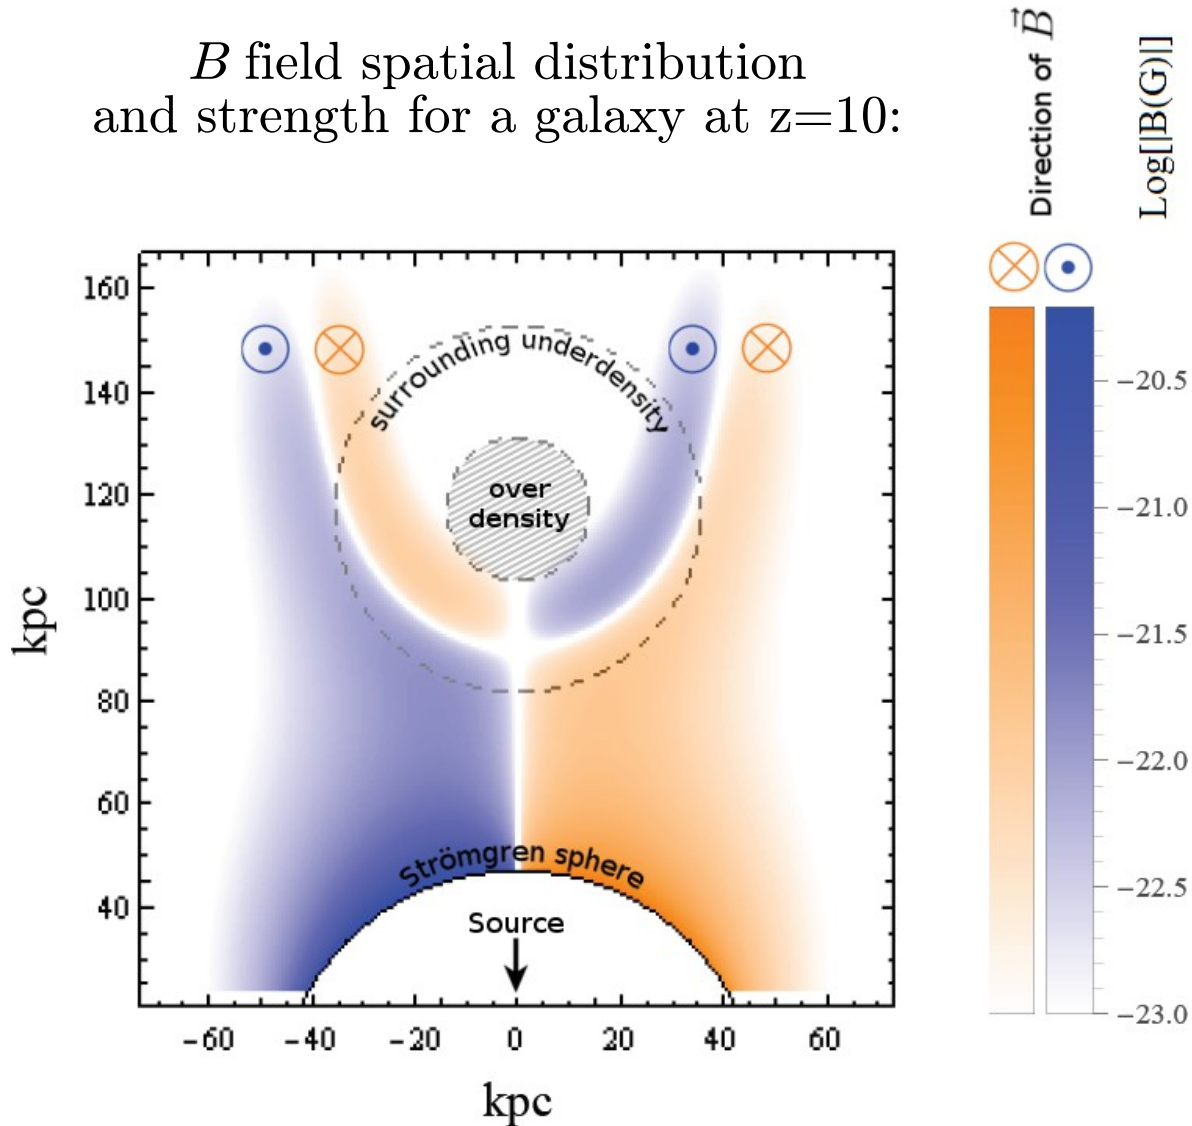 B field spatial distribution
and strength for a galaxy at z=10:
Direction of B⃗
Log[|B(G)|]
160
140
120
100
80
60
40
kpc
surrounding underdensity
over
density
Strömgren sphere
Source
−60
−40
−20
0
20
40
60
kpc
−20.5
−21.0
−21.5
−22.0
−22.5
−23.0